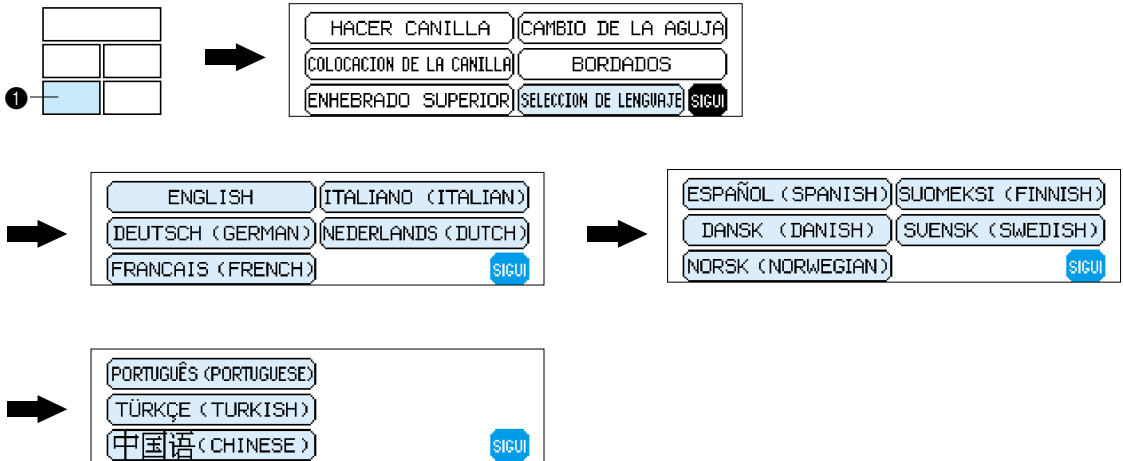 HACER CANILLA CAMBIO DE LA AGUJA
COLOCACION DE LA CANILLA BORDADOS
❶ ENHEBRADO SUPERIOR SELECCION DE LENGUAJE SIGUI
ENGLISH ITALIANO (ITALIAN)
DEUTSCH (GERMAN) NEDERLANDS (DUTCH)
FRANCAIS (FRENCH) SIGUI
ESPAÑOL (SPANISH) SUOMEKSI (FINNISH)
DANSK (DANISH) SVENSK (SWEDISH)
NORSK (NORWEGIAN) SIGUI
PORTUGUÊS (PORTUGUESE)
TÜRKÇE (TURKISH)
中国语 (CHINESE) SIGUI